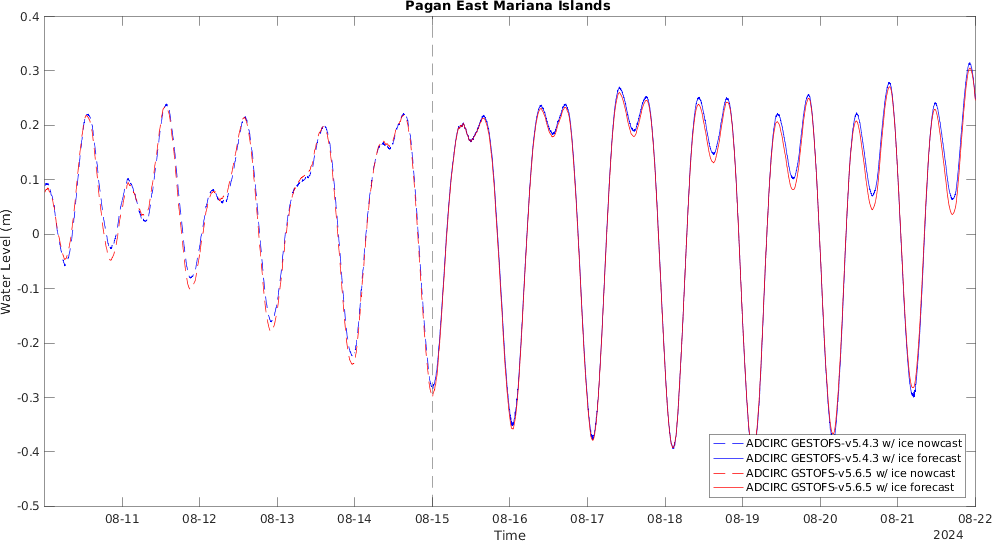 Pagan East Mariana Islands
0.4
0.3
0.2
0.1
0
-0.1
-0.2
-0.3
-0.4
-0.5
Water Level (m)
ADCIRC GESTOFS-v5.4.3 w/ ice nowcast
ADCIRC GESTOFS-v5.4.3 w/ ice forecast
ADCIRC GSTOFS-v5.6.5 w/ ice nowcast
ADCIRC GSTOFS-v5.6.5 w/ ice forecast
08-11 08-12 08-13 08-14 08-15 08-16 08-17 08-18 08-19 08-20 08-21 08-22
Time
2024